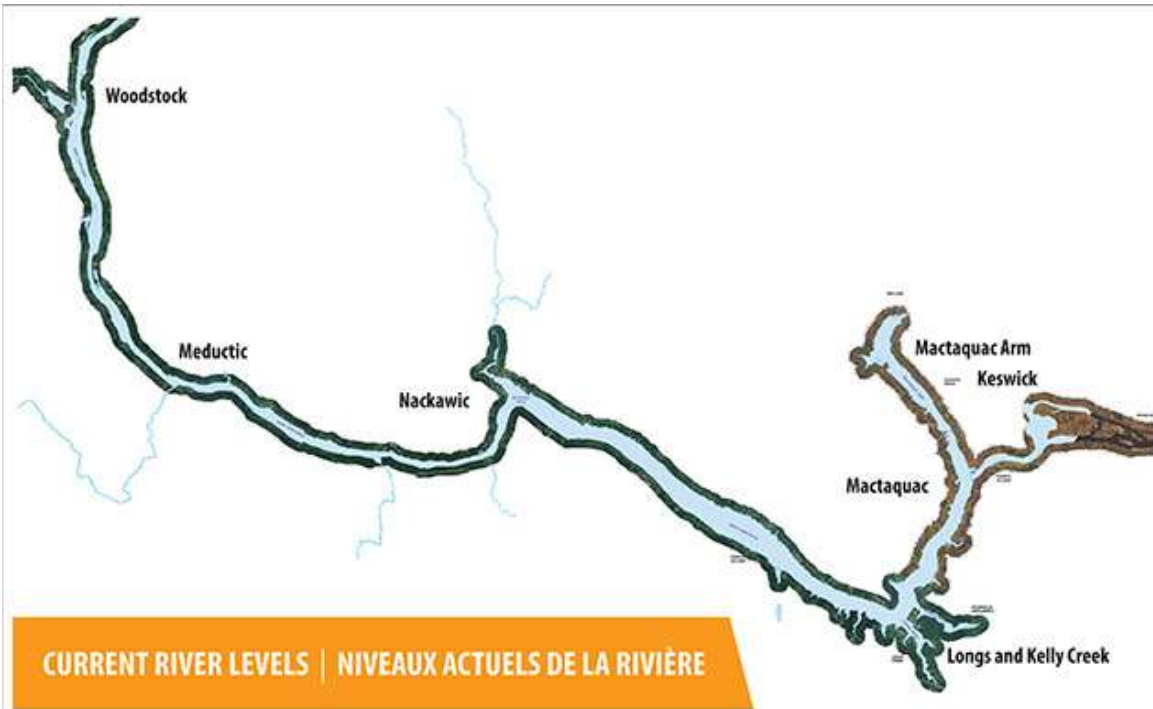 Woodstock
Meductic
Nackawic
Mactaquac Arm
Keswick
Mactaquac
Longs and Kelly Creek
CURRENT RIVER LEVELS | NIVEAUX ACTUELS DE LA RIVIÈRE